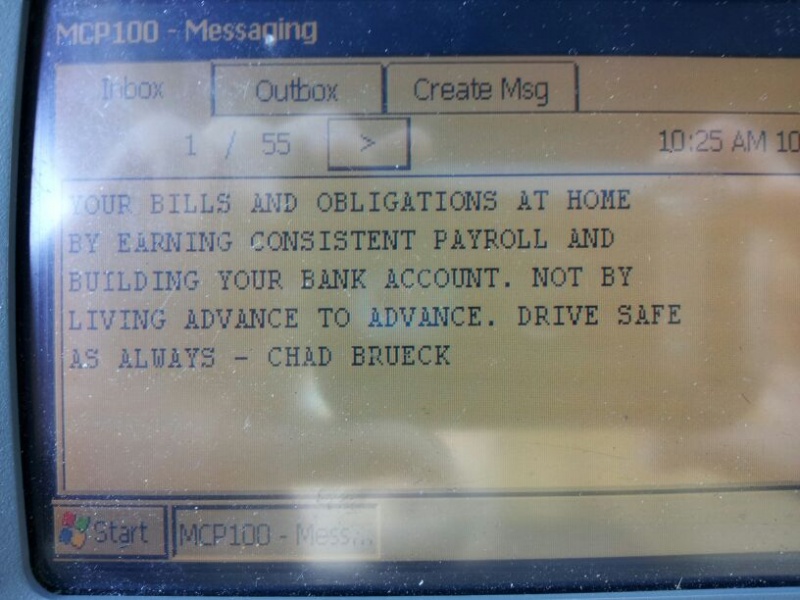 MCP100 - Messaging
Inbox Outbox Create Msg
1 / 55 > 10:25 AM 10
YOUR BILLS AND OBLIGATIONS AT HOME
BY EARNING CONSISTENT PAYROLL AND
BUILDING YOUR BANK ACCOUNT. NOT BY
LIVING ADVANCE TO ADVANCE. DRIVE SAFE
AS ALWAYS - CHAD BRUECK
Start MCP100 - Mess...